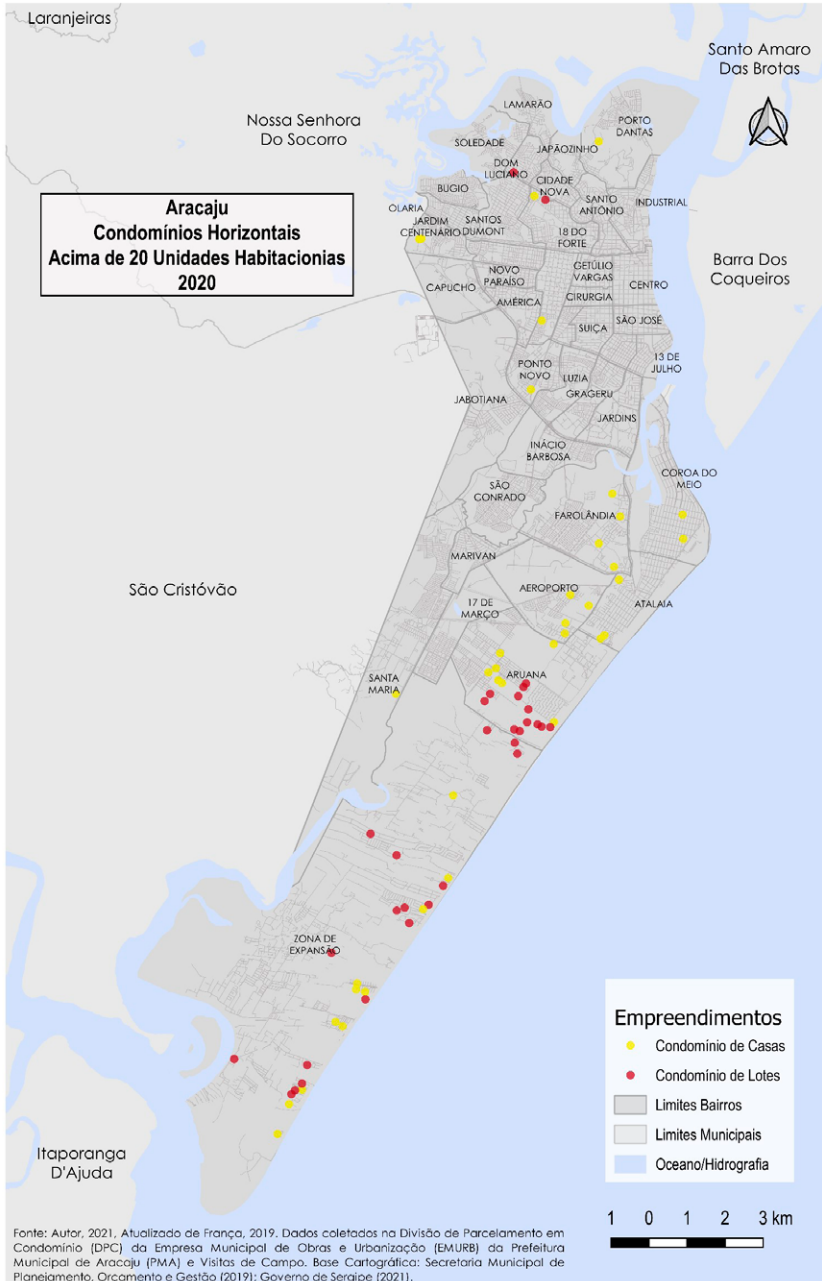 Laranjeiras
Santo Amaro
Das Brotas
Nossa Senhora
Do Socorro
LAMARÃO
PORTO
DANTAS
SOLEDADE
JAPÃOZINHO
DOM
LUCIANO
CIDADE
NOVA
BUGIO
SANTO
ANTÔNIO
INDUSTRIAL
Aracaju
Condomínios Horizontais
Acima de 20 Unidades Habitacionias
2020
OLARIA
JARDIM
CENTENÁRIO
SANTOS
DUMONT
18 DO
FORTE
Barra Dos
Coqueiros
NOVO
PARAÍSO
GETÚLIO
VARGAS
CAPUCHO
CENTRO
AMÉRICA
CIRURGIA
SUIÇA
SÃO JOSÉ
13 DE
JULHO
PONTO
NOVO
LUZIA
GRAGERU
JABOTIANA
JARDINS
INÁCIO
BARBOSA
COROA DO
MEIO
SÃO
CONRADO
FAROLÂNDIA
MARIVAN
São Cristóvão
AEROPORTO
17 DE
MARÇO
ATALAIA
SANTA
MARIA
ARUANA
ZONA DE
EXPANSÃO
Empreendimentos
Condomínio de Casas
Condomínio de Lotes
Limites Bairros
Limites Municipais
Oceano/Hidrografia
Itaporanga
D'Ajuda
1 0 1 2 3 km
Fonte: Autor, 2021, Atualizado de França, 2019. Dados coletados na Divisão de Parcelamento em
Condomínio (DPC) da Empresa Municipal de Obras e Urbanização (EMURB) da Prefeitura
Municipal de Aracaju (PMA) e Visitas de Campo. Base Cartográfica: Secretaria Municipal de
Planejamento, Orçamento e Gestão (2019); Governo de Sergipe (2021).